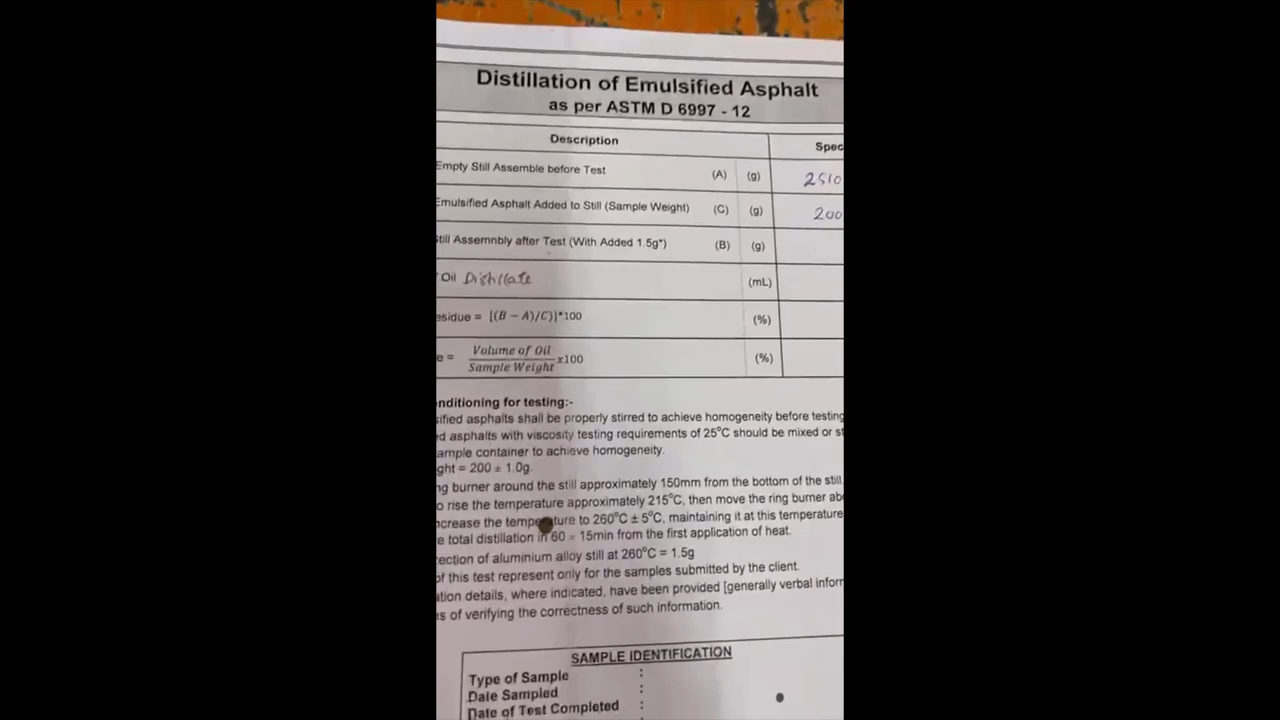 Distillation of Emulsified Asphalt
as per ASTM D 6997 - 12
Description Spec
Empty Still Assemble before Test (A) (g) 2510
Emulsified Asphalt Added to Still (Sample Weight) (C) (g) 200
till Assemnbly after Test (With Added 1.5g*) (B) (g)
Oil Distillate (mL)
esidue = [(B – A)/C)]*100 (%)
e = Volume of Oil / Sample Weight x100 (%)
nditioning for testing:-
sified asphalts shall be properly stirred to achieve homogeneity before testing
ed asphalts with viscosity testing requirements of 25°C should be mixed or st
ample container to achieve homogeneity.
ght = 200 ± 1.0g.
ng burner around the still approximately 150mm from the bottom of the still.
o rise the temperature approximately 215°C, then move the ring burner abo
ncrease the temperature to 260°C ± 5°C, maintaining it at this temperature
e total distillation in 60 ± 15min from the first application of heat.
rection of aluminium alloy still at 260°C = 1.5g
of this test represent only for the samples submitted by the client.
ation details, where indicated, have been provided [generally verbal inform
s of verifying the correctness of such information.
SAMPLE IDENTIFICATION
Type of Sample :
Date Sampled :
Date of Test Completed :